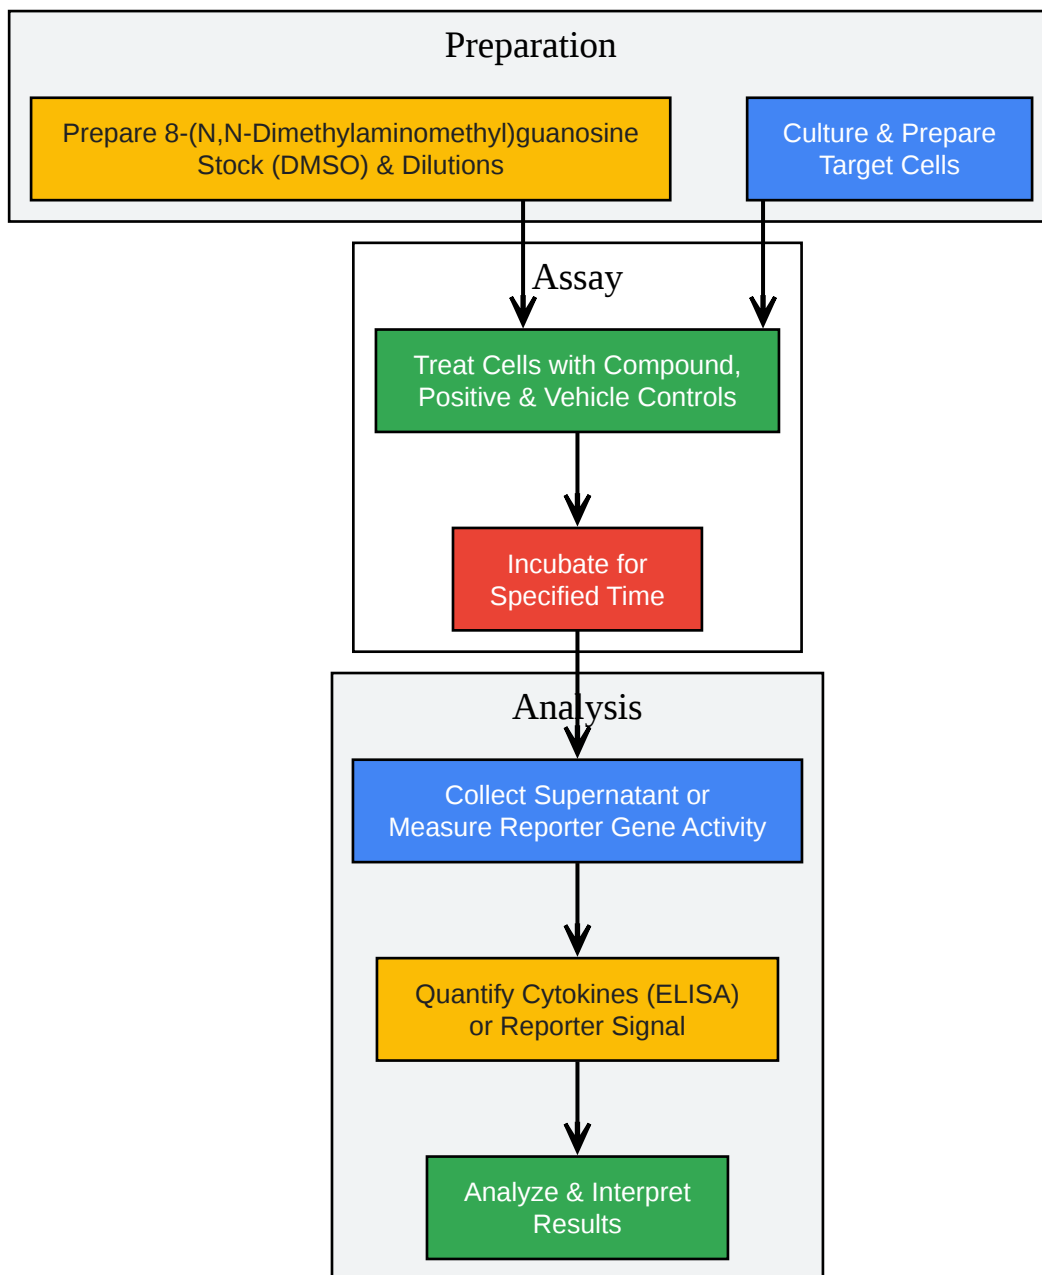 Preparation
Prepare 8-(N,N-Dimethylaminomethyl)guanosine
Stock (DMSO) & Dilutions
Culture & Prepare
Target Cells
Assay
Treat Cells with Compound,
Positive & Vehicle Controls
Incubate for
Specified Time
Analysis
Collect Supernatant or
Measure Reporter Gene Activity
Quantify Cytokines (ELISA)
or Reporter Signal
Analyze & Interpret
Results